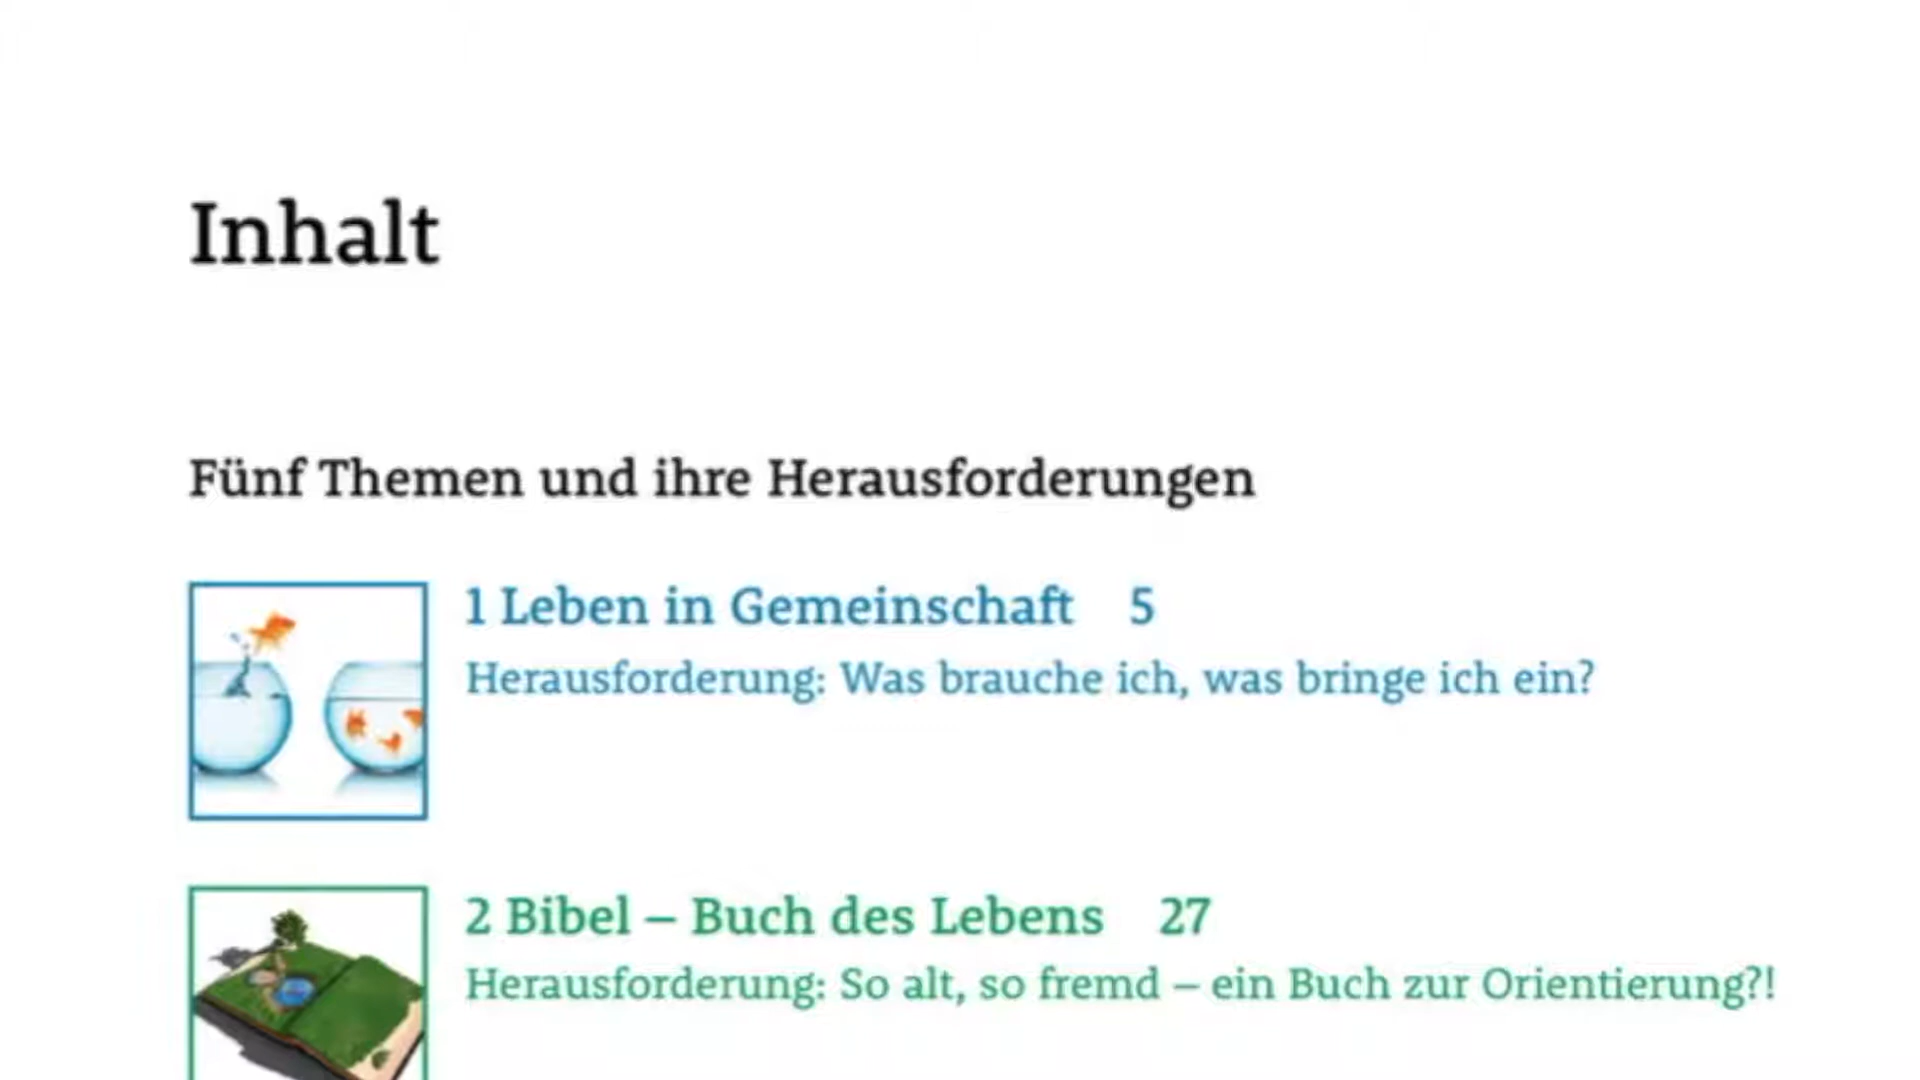 Inhalt
Fünf Themen und ihre Herausforderungen
1 Leben in Gemeinschaft 5
Herausforderung: Was brauche ich, was bringe ich ein?
2 Bibel – Buch des Lebens 27
Herausforderung: So alt, so fremd – ein Buch zur Orientierung?!